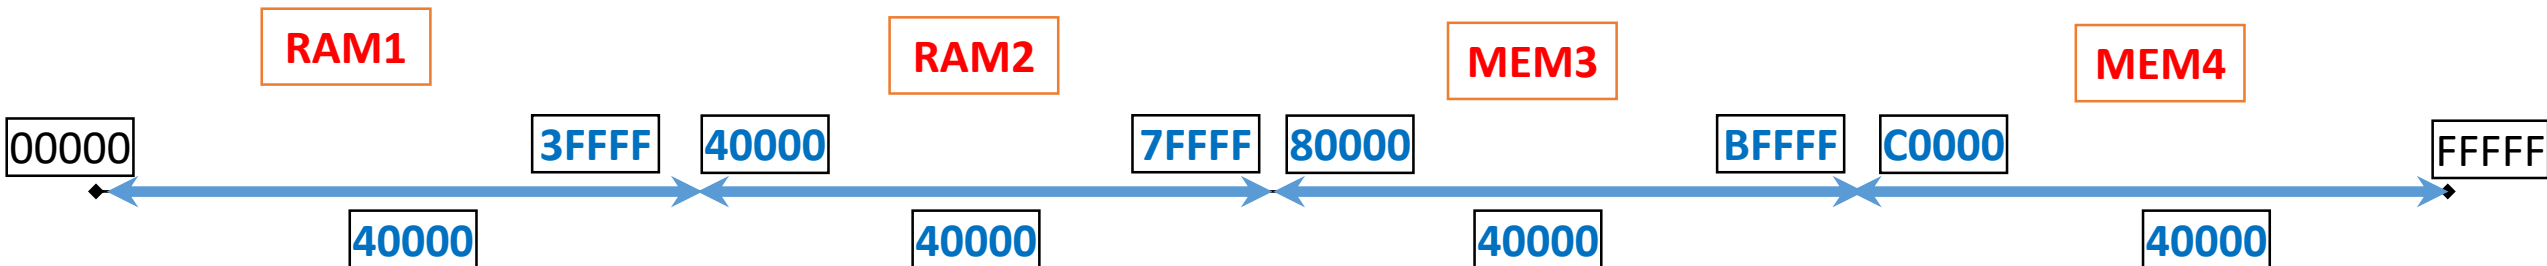 RAM1 RAM2 MEM3 MEM4
00000 3FFFF 40000 7FFFF 80000 BFFFF C0000 FFFFF
40000 40000 40000 40000